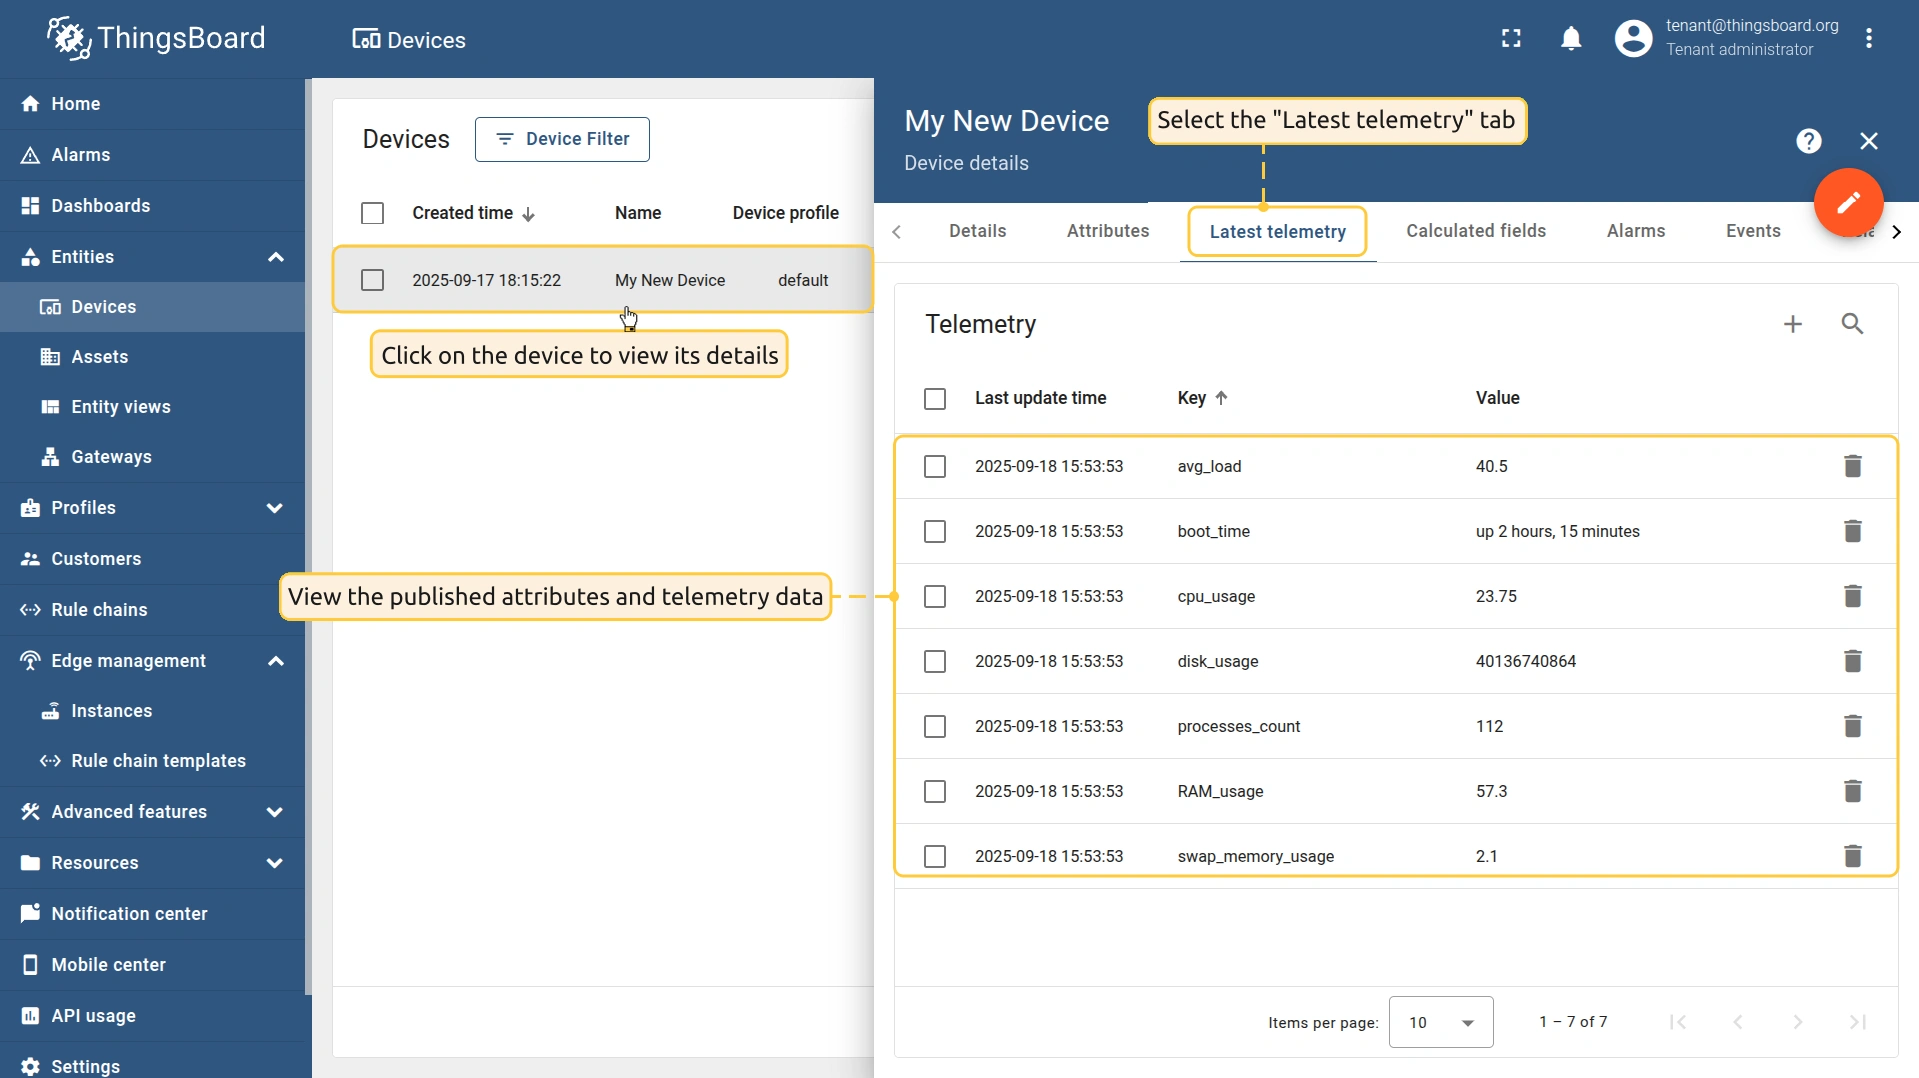 ThingsBoard
Devices
tenant@thingsboard.org
Tenant administrator
Home
Alarms
Dashboards
Entities
Devices
Assets
Entity views
Gateways
Profiles
Customers
Rule chains
Edge management
Instances
Rule chain templates
Advanced features
Resources
Notification center
Mobile center
API usage
Settings
Devices
Device Filter
Created time Name Device profile
2025-09-17 18:15:22 My New Device default
Click on the device to view its details
View the published attributes and telemetry data
My New Device
Device details
Select the "Latest telemetry" tab
Details Attributes Latest telemetry Calculated fields Alarms Events
Telemetry
Last update time Key Value
2025-09-18 15:53:53 avg_load 40.5
2025-09-18 15:53:53 boot_time up 2 hours, 15 minutes
2025-09-18 15:53:53 cpu_usage 23.75
2025-09-18 15:53:53 disk_usage 40136740864
2025-09-18 15:53:53 processes_count 112
2025-09-18 15:53:53 RAM_usage 57.3
2025-09-18 15:53:53 swap_memory_usage 2.1
Items per page: 10 1 – 7 of 7